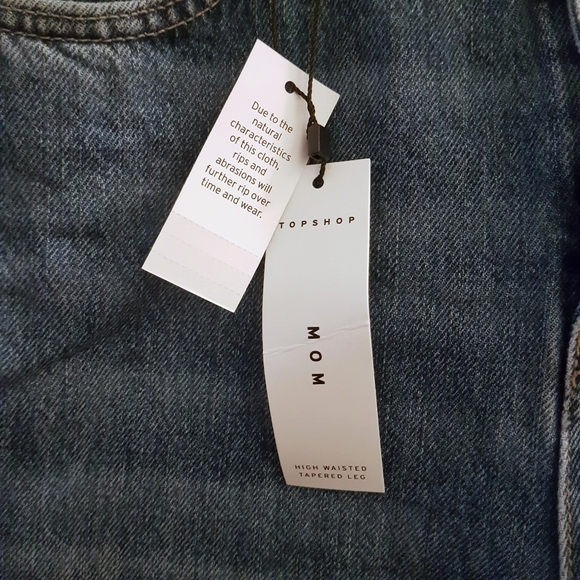 Due to the
natural
characteristics
of this cloth,
rips and
abrasions will
further rip over
time and wear.
TOPSHOP
MOM
HIGH WAISTED
TAPERED LEG